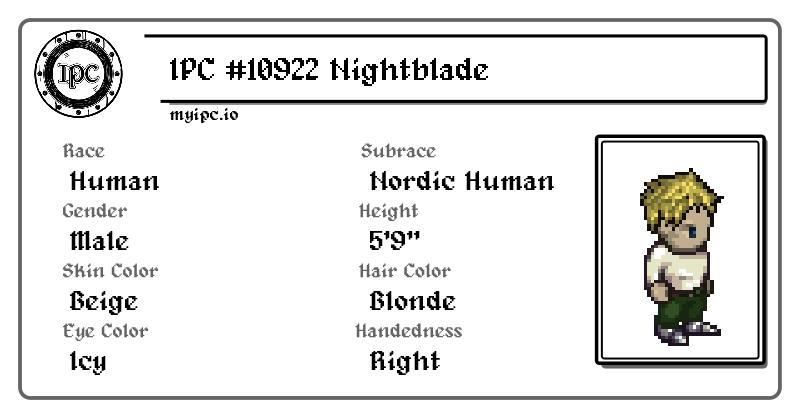 IPC
IPC #10922 Nightblade
myipc.io
Race
Human
Subrace
Nordic Human
Gender
Male
Height
5'9"
Skin Color
Beige
Hair Color
Blonde
Eye Color
Icy
Handedness
Right